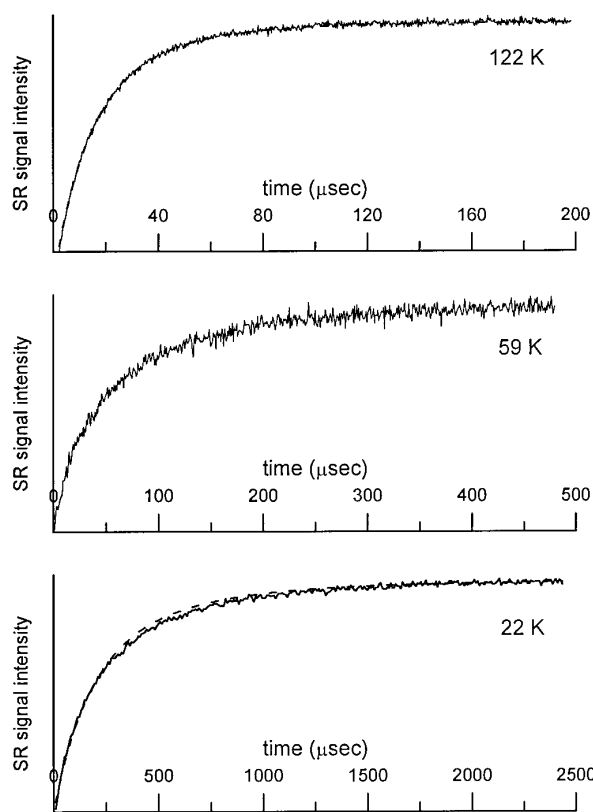 SR signal intensity
122 K
time (μsec)
0 40 80 120 160 200
SR signal intensity
59 K
time (μsec)
0 100 200 300 400 500
SR signal intensity
22 K
time (μsec)
0 500 1000 1500 2000 2500